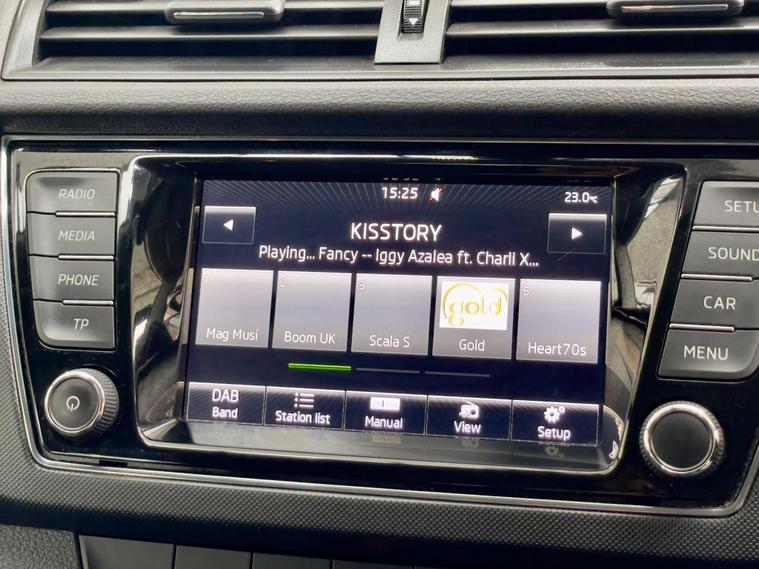 RADIO
MEDIA
PHONE
TP
15:25
23.0°C
KISSTORY
Playing... Fancy -- Iggy Azalea ft. Charli X...
1
Mag Musi
2
Boom UK
3
Scala S
gold
Gold
5
Heart70s
DAB
Band
Station list
Manual
View
Setup
SETU
SOUND
CAR
MENU